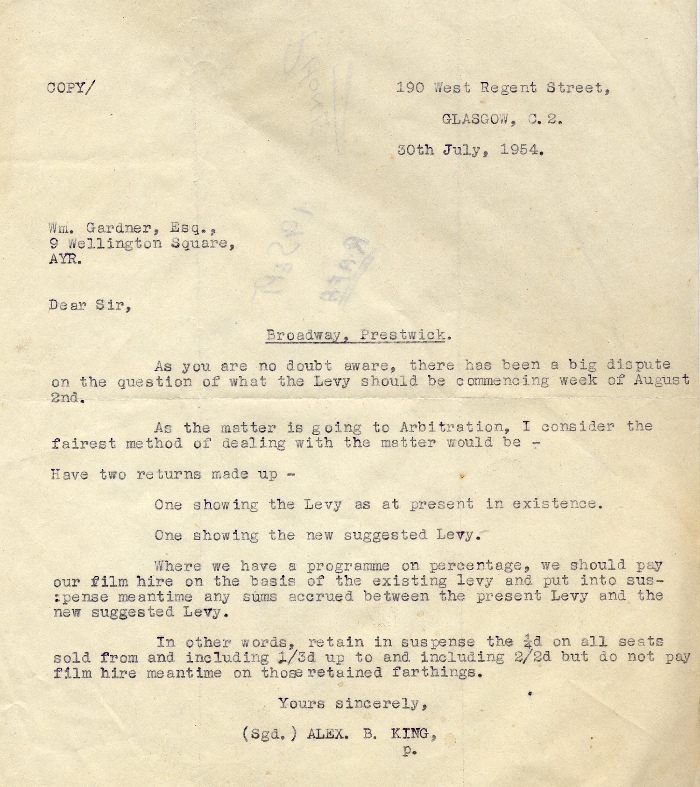 COPY/
190 West Regent Street,
GLASGOW, C.2.
30th July, 1954.
Wm. Gardner, Esq.,
9 Wellington Square,
AYR.
Dear Sir,
Broadway, Prestwick.
As you are no doubt aware, there has been a big dispute
on the question of what the Levy should be commencing week of August
2nd.
As the matter is going to Arbitration, I consider the
fairest method of dealing with the matter would be -
Have two returns made up -
One showing the Levy as at present in existence.
One showing the new suggested Levy.
Where we have a programme on percentage, we should pay
our film hire on the basis of the existing levy and put into sus-
:pense meantime any sums accrued between the present Levy and the
new suggested Levy.
In other words, retain in suspense the ¼d on all seats
sold from and including 1/3d up to and including 2/2d but do not pay
film hire meantime on those retained farthings.
Yours sincerely,
(Sgd.) ALEX. B. KING,
p.